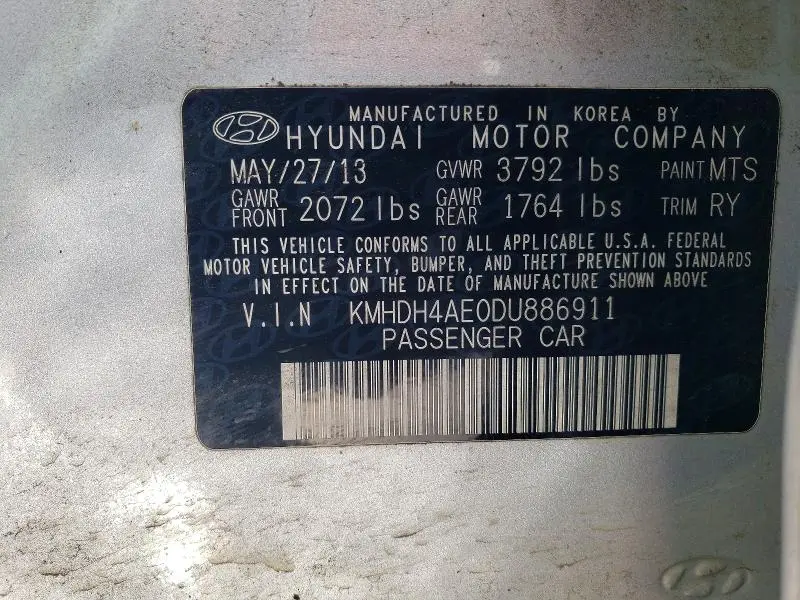 MANUFACTURED IN KOREA BY
HYUNDAI MOTOR COMPANY
MAY/27/13 GVWR 3792 lbs PAINT MTS
GAWR FRONT 2072 lbs GAWR REAR 1764 lbs TRIM RY
THIS VEHICLE CONFORMS TO ALL APPLICABLE U.S.A. FEDERAL
MOTOR VEHICLE SAFETY, BUMPER, AND THEFT PREVENTION STANDARDS
IN EFFECT ON THE DATE OF MANUFACTURE SHOWN ABOVE
V.I.N KMHDH4AE0DU886911
PASSENGER CAR